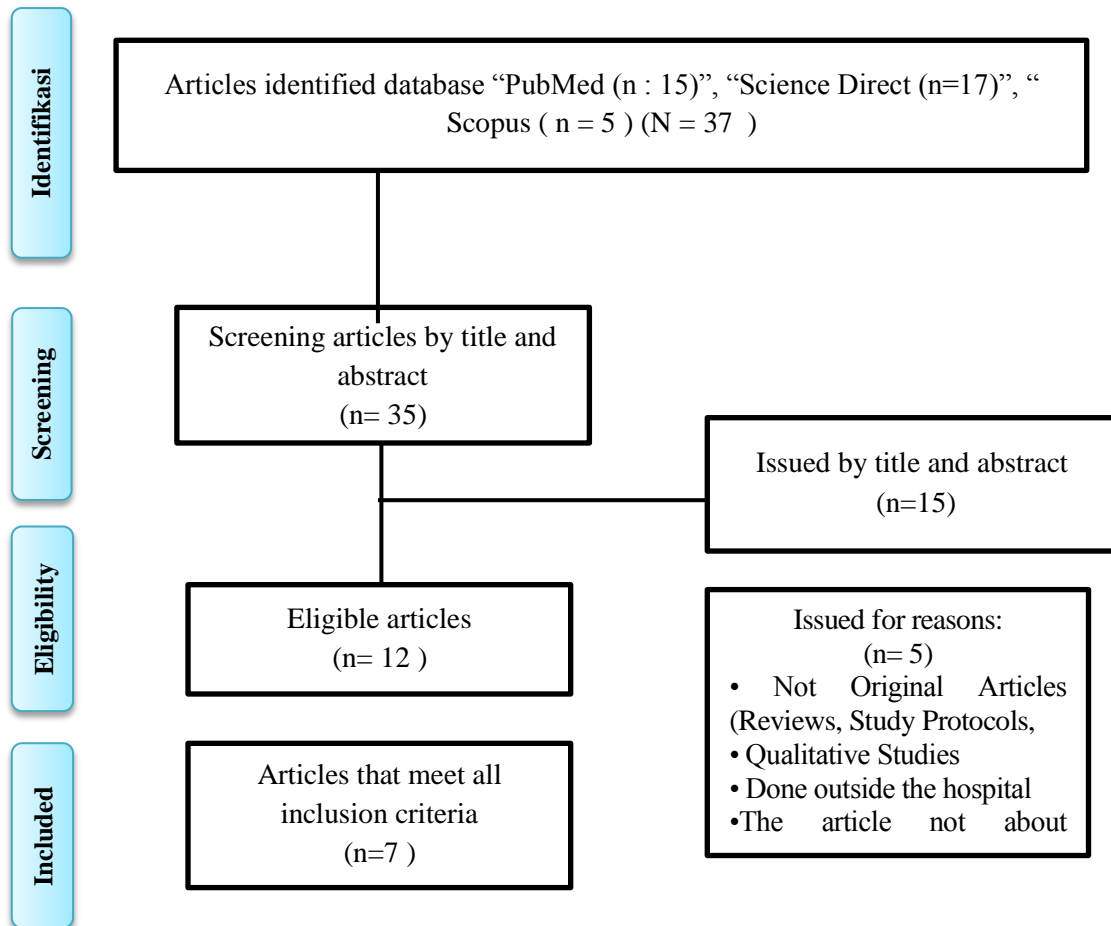 Identifikasi
Articles identified database “PubMed (n : 15)”, “Science Direct (n=17)”, “
Scopus ( n = 5 ) (N = 37 )
Screening
Screening articles by title and
abstract
(n= 35)
Issued by title and abstract
(n=15)
Eligibility
Eligible articles
(n= 12 )
Issued for reasons:
(n= 5)
• Not Original Articles
(Reviews, Study Protocols,
• Qualitative Studies
• Done outside the hospital
•The article not about
Included
Articles that meet all
inclusion criteria
(n=7 )